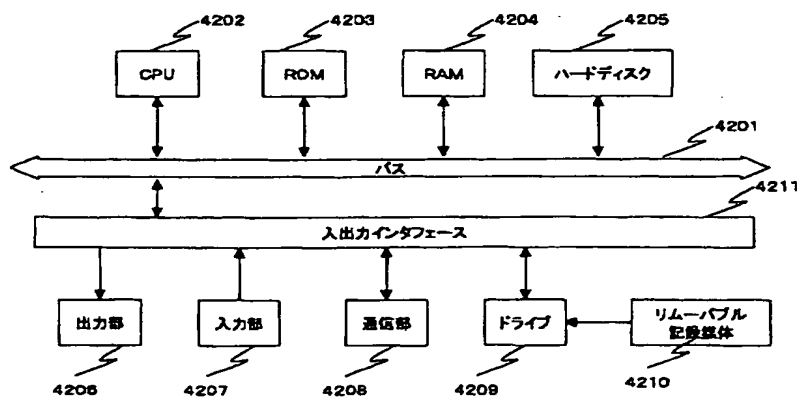 4202
4203
4204
4205
CPU
ROM
RAM
ハードディスク
4201
バス
4211
入出力インタフェース
出力部
入力部
通信部
ドライブ
リムーバブル
記録媒体
4206
4207
4208
4209
4210